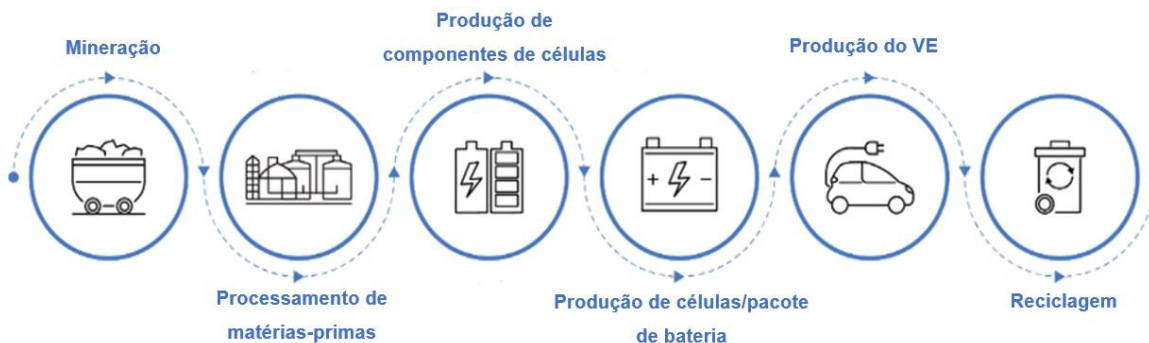 Mineração
Processamento de
matérias-primas
Produção de
componentes de células
Produção de células/pacote
de bateria
Produção do VE
Reciclagem